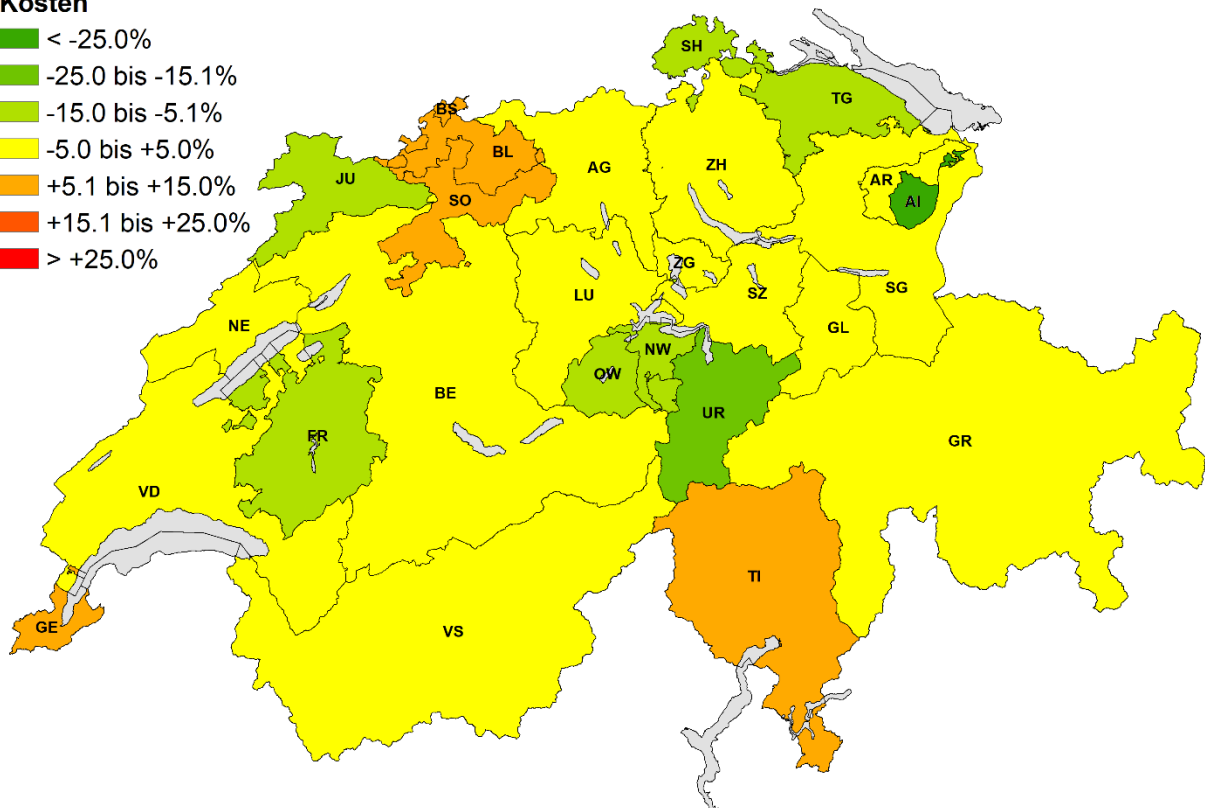 Kosten
< -25.0%
-25.0 bis -15.1%
-15.0 bis -5.1%
-5.0 bis +5.0%
+5.1 bis +15.0%
+15.1 bis +25.0%
> +25.0%
SH
TG
BS
BL
AG
ZH
JU
SO
AR
AI
ZG
LU
SZ
SG
NE
GL
NW
OW
BE
UR
FR
GR
VD
TI
GE
VS